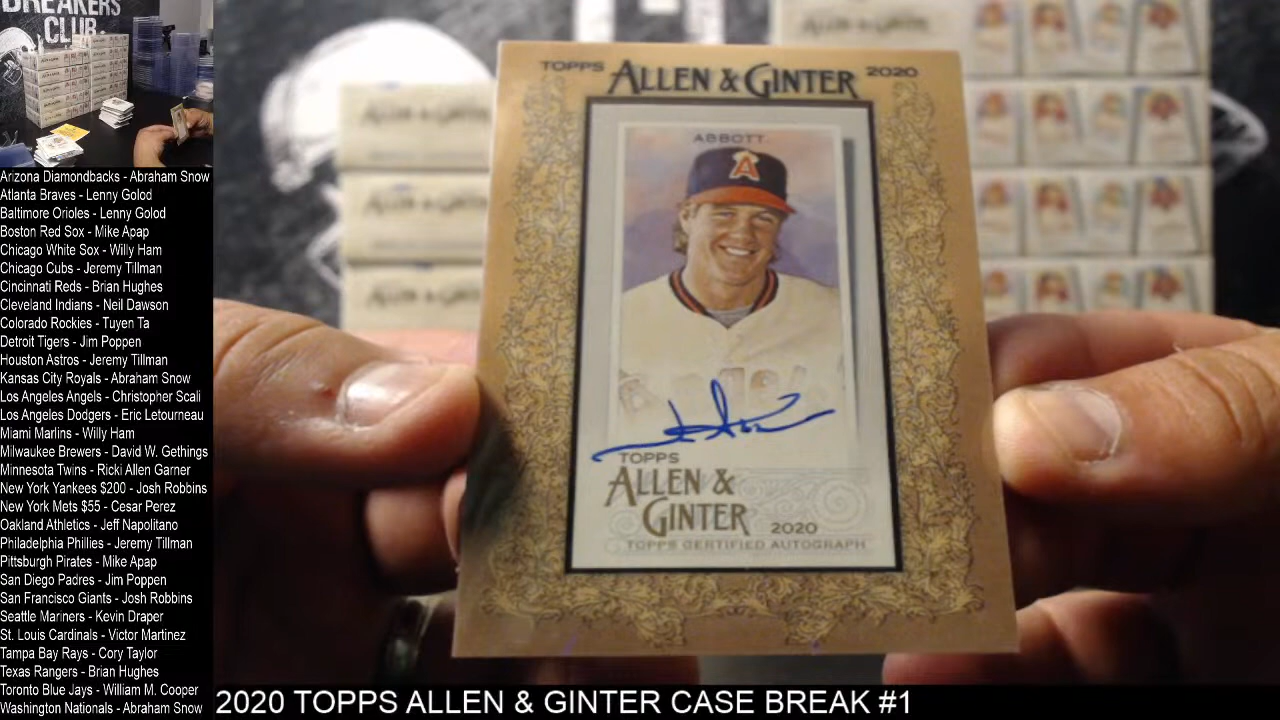 BREAKERS
CLUB
Arizona Diamondbacks - Abraham Snow
Atlanta Braves - Lenny Golod
Baltimore Orioles - Lenny Golod
Boston Red Sox - Mike Apap
Chicago White Sox - Willy Ham
Chicago Cubs - Jeremy Tillman
Cincinnati Reds - Brian Hughes
Cleveland Indians - Neil Dawson
Colorado Rockies - Tuyen Ta
Detroit Tigers - Jim Poppen
Houston Astros - Jeremy Tillman
Kansas City Royals - Abraham Snow
Los Angeles Angels - Christopher Scali
Los Angeles Dodgers - Eric Letourneau
Miami Marlins - Willy Ham
Milwaukee Brewers - David W. Gethings
Minnesota Twins - Ricki Allen Garner
New York Yankees $200 - Josh Robbins
New York Mets $55 - Cesar Perez
Oakland Athletics - Jeff Napolitano
Philadelphia Phillies - Jeremy Tillman
Pittsburgh Pirates - Mike Apap
San Diego Padres - Jim Poppen
San Francisco Giants - Josh Robbins
Seattle Mariners - Kevin Draper
St. Louis Cardinals - Victor Martinez
Tampa Bay Rays - Cory Taylor
Texas Rangers - Brian Hughes
Toronto Blue Jays - William M. Cooper
Washington Nationals - Abraham Snow
TOPPS ALLEN & GINTER 2020
ABBOTT
A
TOPPS
ALLEN &
GINTER 2020
TOPPS CERTIFIED AUTOGRAPH
2020 TOPPS ALLEN & GINTER CASE BREAK #1